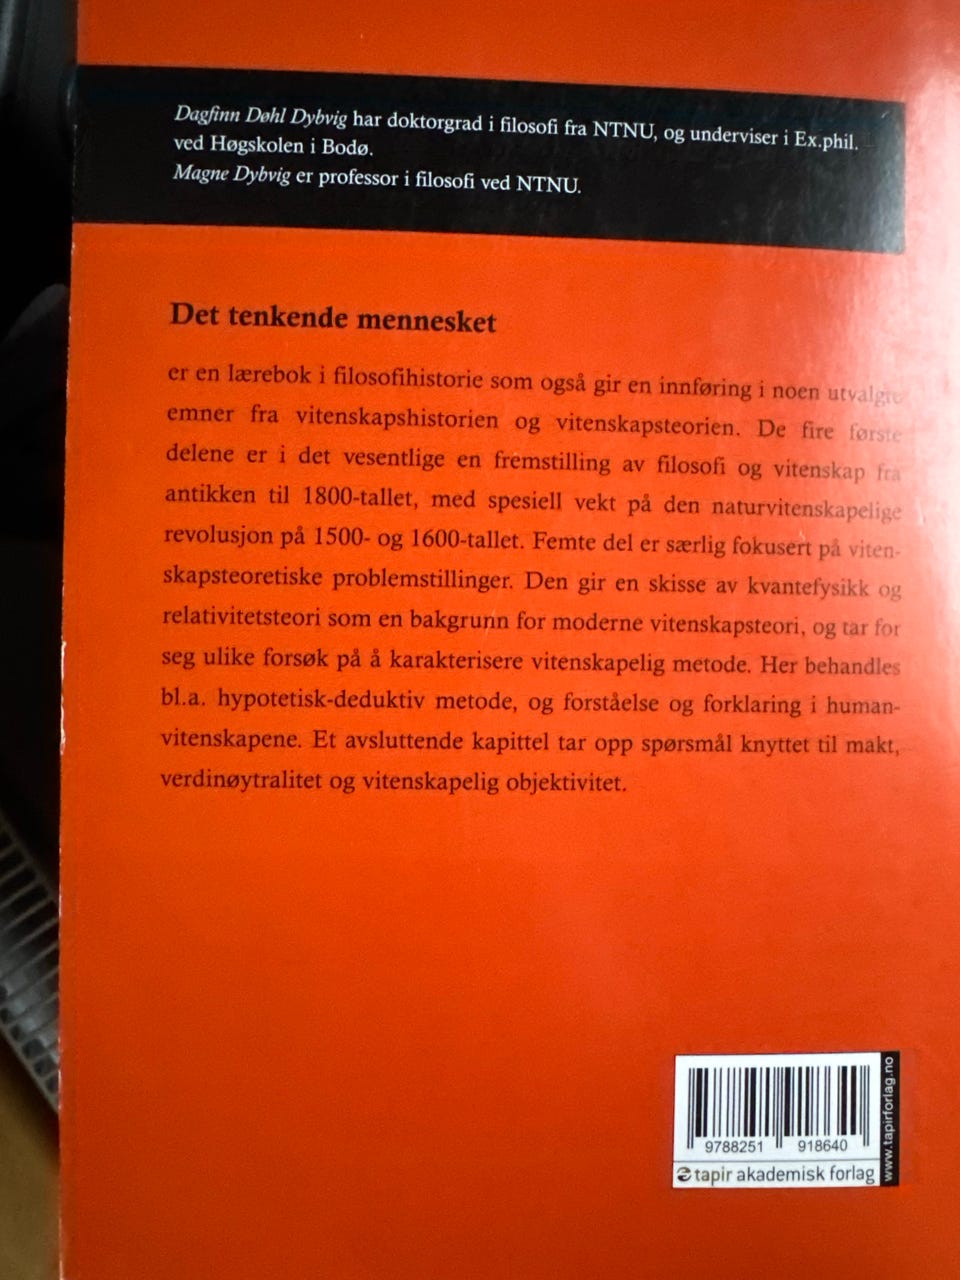 Dagfinn Døhl Dybvig har doktorgrad i filosofi fra NTNU, og underviser i Ex.phil.
ved Høgskolen i Bodø.
Magne Dybvig er professor i filosofi ved NTNU.
Det tenkende mennesket
er en lærebok i filosofihistorie som også gir en innføring i noen utvalgte
emner fra vitenskapshistorien og vitenskapsteorien. De fire første
delene er i det vesentlige en fremstilling av filosofi og vitenskap fra
antikken til 1800-tallet, med spesiell vekt på den naturvitenskapelige
revolusjon på 1500- og 1600-tallet. Femte del er særlig fokusert på viten-
skapsteoretiske problemstillinger. Den gir en skisse av kvantefysikk og
relativitetsteori som en bakgrunn for moderne vitenskapsteori, og tar for
seg ulike forsøk på å karakterisere vitenskapelig metode. Her behandles
bl.a. hypotetisk-deduktiv metode, og forståelse og forklaring i human-
vitenskapene. Et avsluttende kapittel tar opp spørsmål knyttet til makt,
verdinøytralitet og vitenskapelig objektivitet.
9788251 918640
tapir akademisk forlag
www.tapirforlag.no